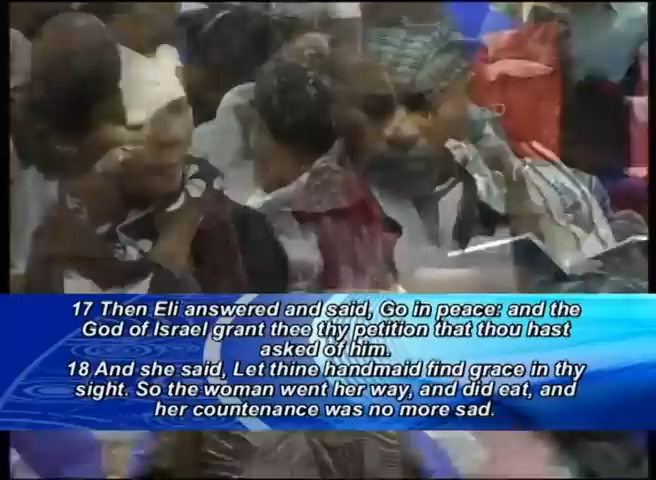 17 Then Eli answered and said, Go in peace: and the
God of Israel grant thee thy petition that thou hast
asked of him.
18 And she said, Let thine handmaid find grace in thy
sight. So the woman went her way, and did eat, and
her countenance was no more sad.